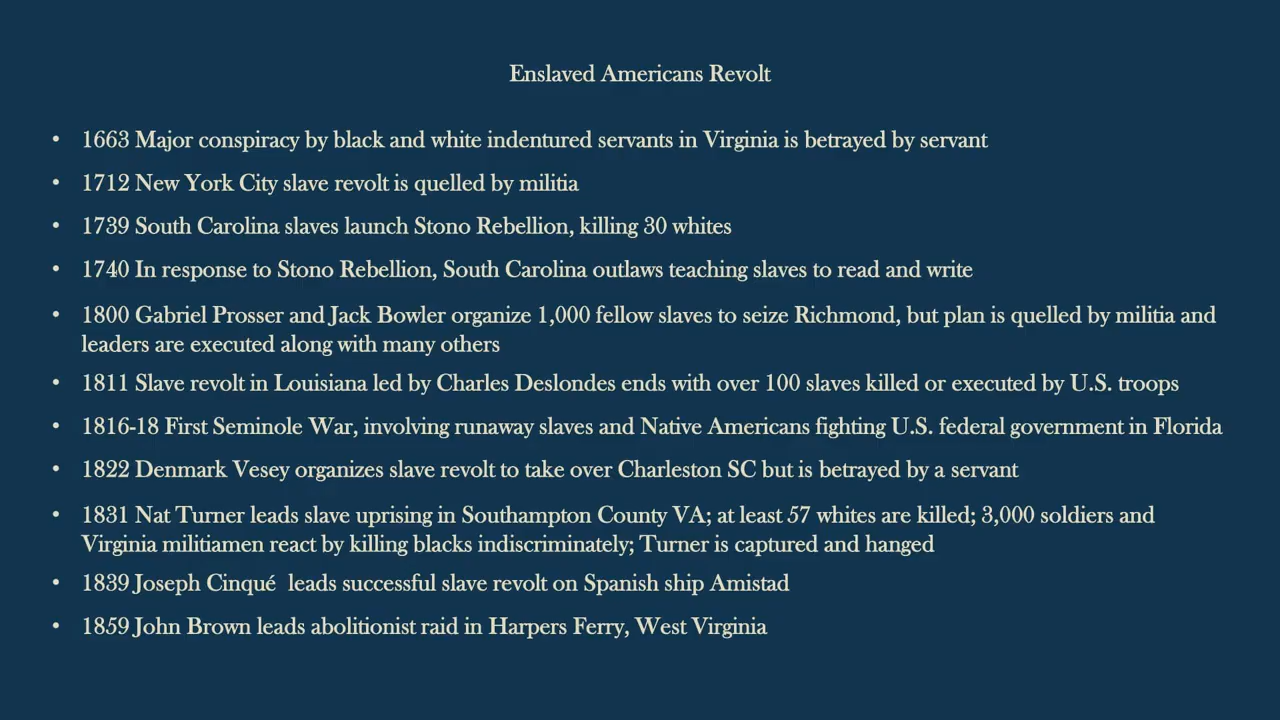 Enslaved Americans Revolt
• 1663 Major conspiracy by black and white indentured servants in Virginia is betrayed by servant
• 1712 New York City slave revolt is quelled by militia
• 1739 South Carolina slaves launch Stono Rebellion, killing 30 whites
• 1740 In response to Stono Rebellion, South Carolina outlaws teaching slaves to read and write
• 1800 Gabriel Prosser and Jack Bowler organize 1,000 fellow slaves to seize Richmond, but plan is quelled by militia and
leaders are executed along with many others
• 1811 Slave revolt in Louisiana led by Charles Deslondes ends with over 100 slaves killed or executed by U.S. troops
• 1816-18 First Seminole War, involving runaway slaves and Native Americans fighting U.S. federal government in Florida
• 1822 Denmark Vesey organizes slave revolt to take over Charleston SC but is betrayed by a servant
• 1831 Nat Turner leads slave uprising in Southampton County VA; at least 57 whites are killed; 3,000 soldiers and
Virginia militiamen react by killing blacks indiscriminately; Turner is captured and hanged
• 1839 Joseph Cinqué  leads successful slave revolt on Spanish ship Amistad
• 1859 John Brown leads abolitionist raid in Harpers Ferry, West Virginia